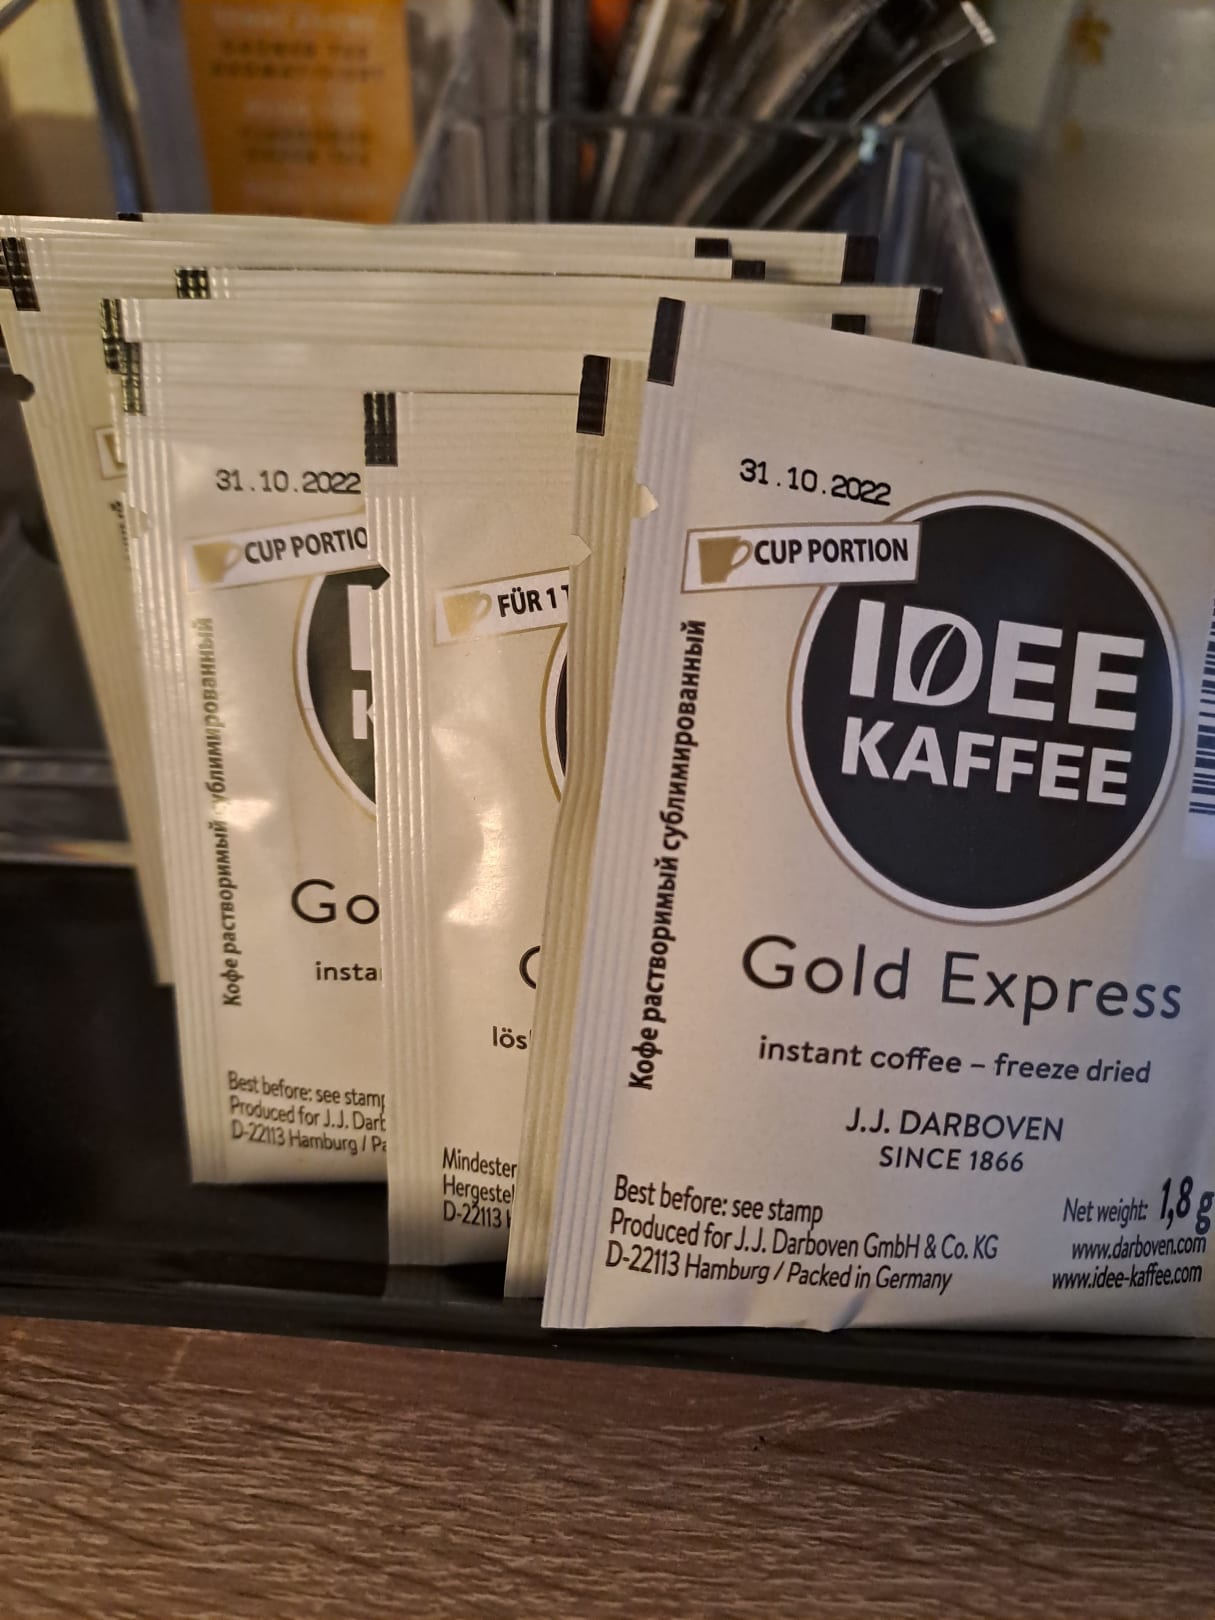 31.10.2022
CUP PORTIO
Кофе растворимый сублимированный
K
Go
insta
Best before: see stamp
Produced for J.J. Darb
D-22113 Hamburg / Pa
FÜR 1 T
lös
Mindester
Hergestel
D-22113
31.10.2022
CUP PORTION
IDEE
KAFFEE
Кофе растворимый сублимированный
Gold Express
instant coffee – freeze dried
J.J. DARBOVEN
SINCE 1866
Best before: see stamp
Produced for J.J. Darboven GmbH & Co. KG
D-22113 Hamburg / Packed in Germany
Net weight: 1,8 g
www.darboven.com
www.idee-kaffee.com